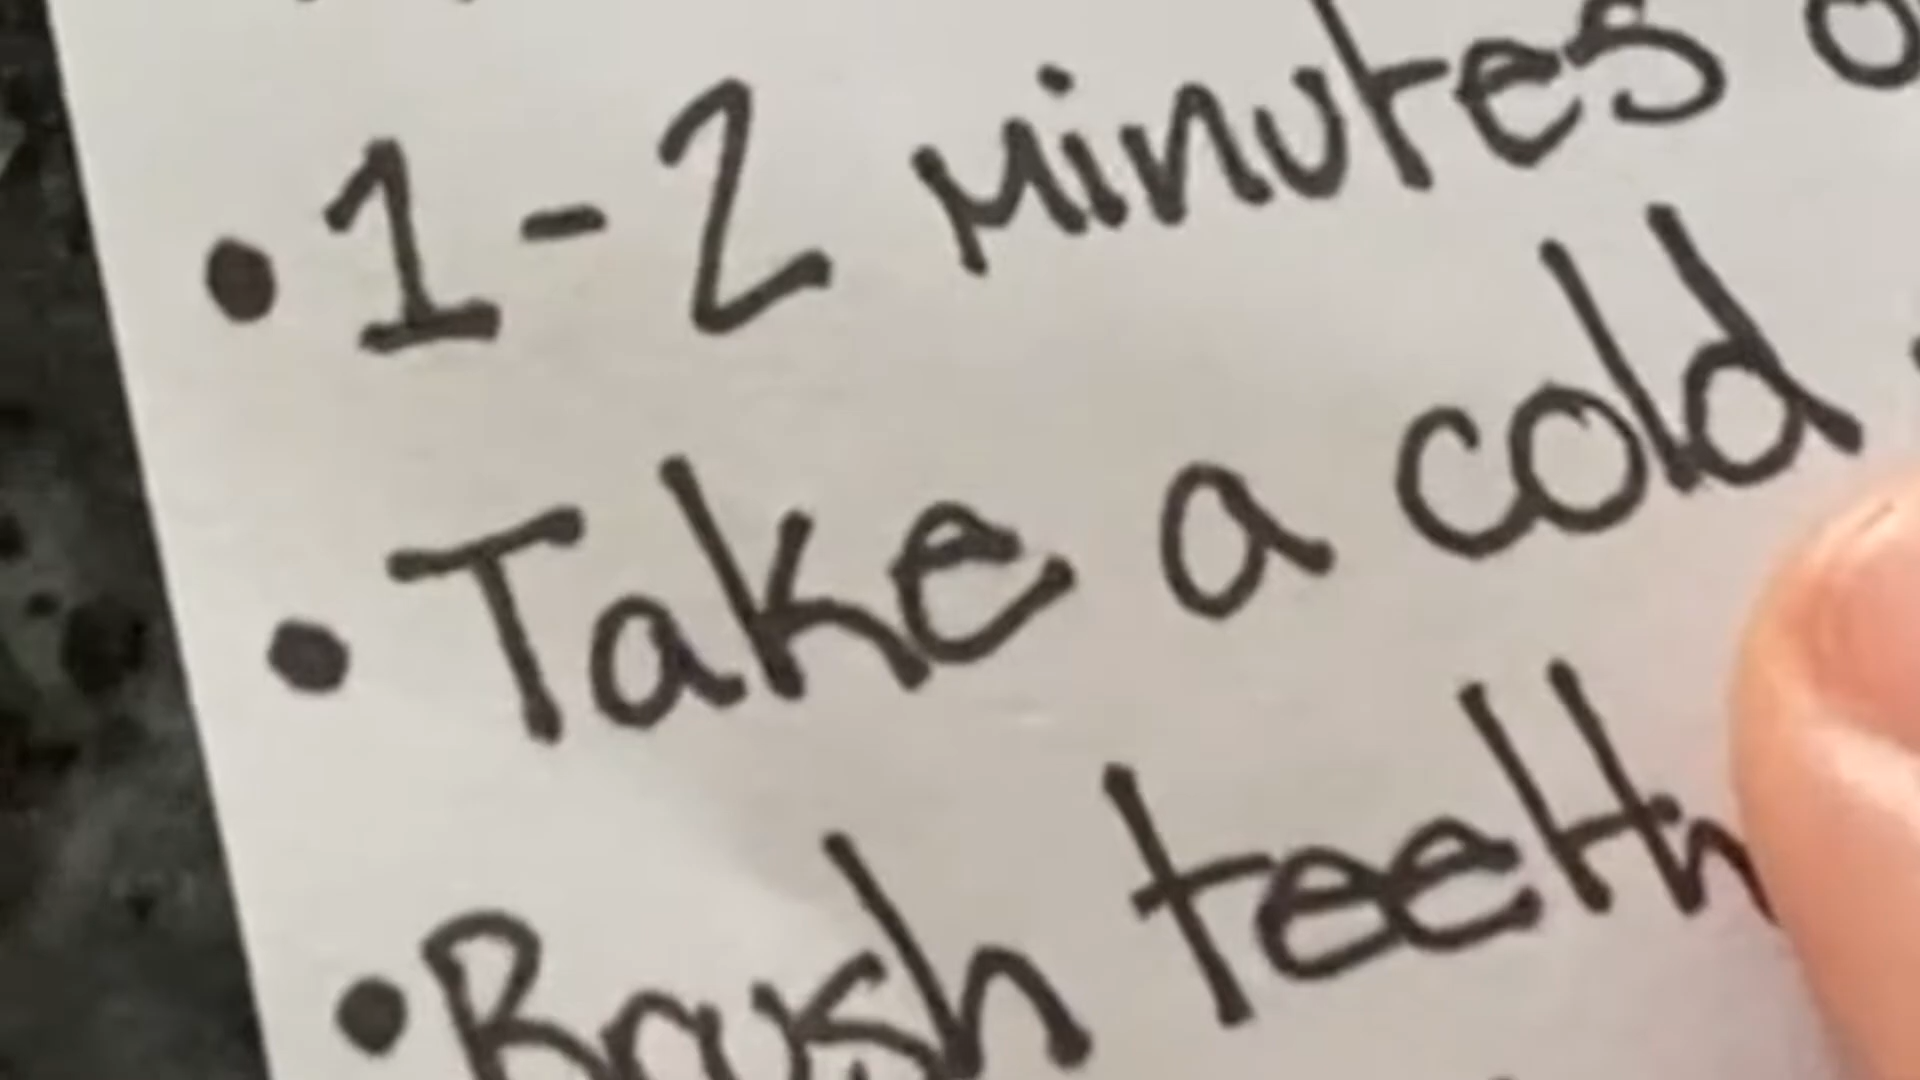 • 1-2 minutes
• Take a cold
• Brush teeth